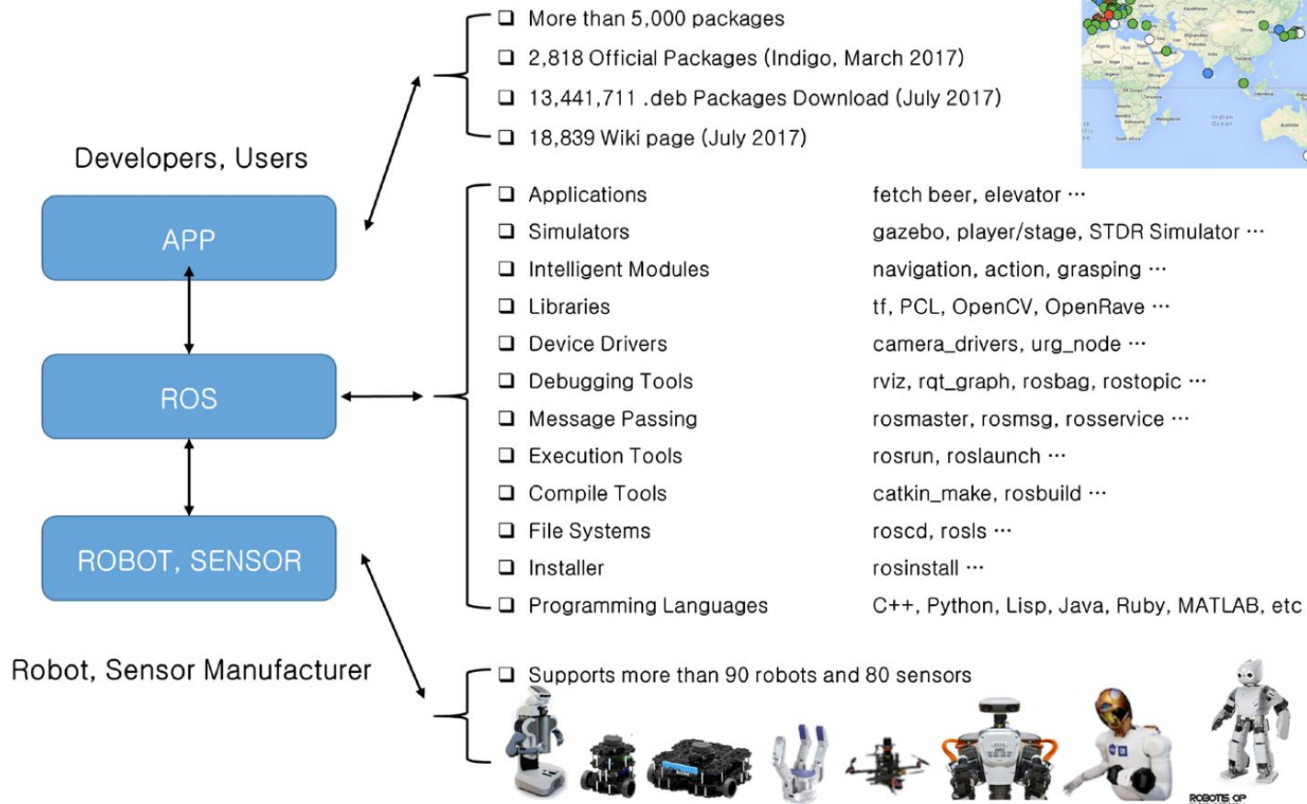 More than 5,000 packages
2,818 Official Packages (Indigo, March 2017)
13,441,711 .deb Packages Download (July 2017)
18,839 Wiki page (July 2017)
Developers, Users
APP
ROS
ROBOT, SENSOR
Robot, Sensor Manufacturer
Applications fetch beer, elevator ⋯
Simulators gazebo, player/stage, STDR Simulator ⋯
Intelligent Modules navigation, action, grasping ⋯
Libraries tf, PCL, OpenCV, OpenRave ⋯
Device Drivers camera_drivers, urg_node ⋯
Debugging Tools rviz, rqt_graph, rosbag, rostopic ⋯
Message Passing rosmaster, rosmsg, rosservice ⋯
Execution Tools rosrun, roslaunch ⋯
Compile Tools catkin_make, rosbuild ⋯
File Systems roscd, rosls ⋯
Installer rosinstall ⋯
Programming Languages C++, Python, Lisp, Java, Ruby, MATLAB, etc
Supports more than 90 robots and 80 sensors
ROBOTIS OP